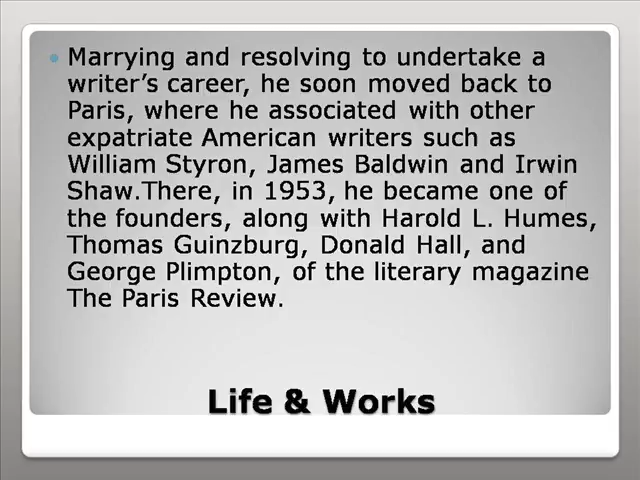 Marrying and resolving to undertake a
writer's career, he soon moved back to
Paris, where he associated with other
expatriate American writers such as
William Styron, James Baldwin and Irwin
Shaw.There, in 1953, he became one of
the founders, along with Harold L. Humes,
Thomas Guinzburg, Donald Hall, and
George Plimpton, of the literary magazine
The Paris Review.
Life & Works